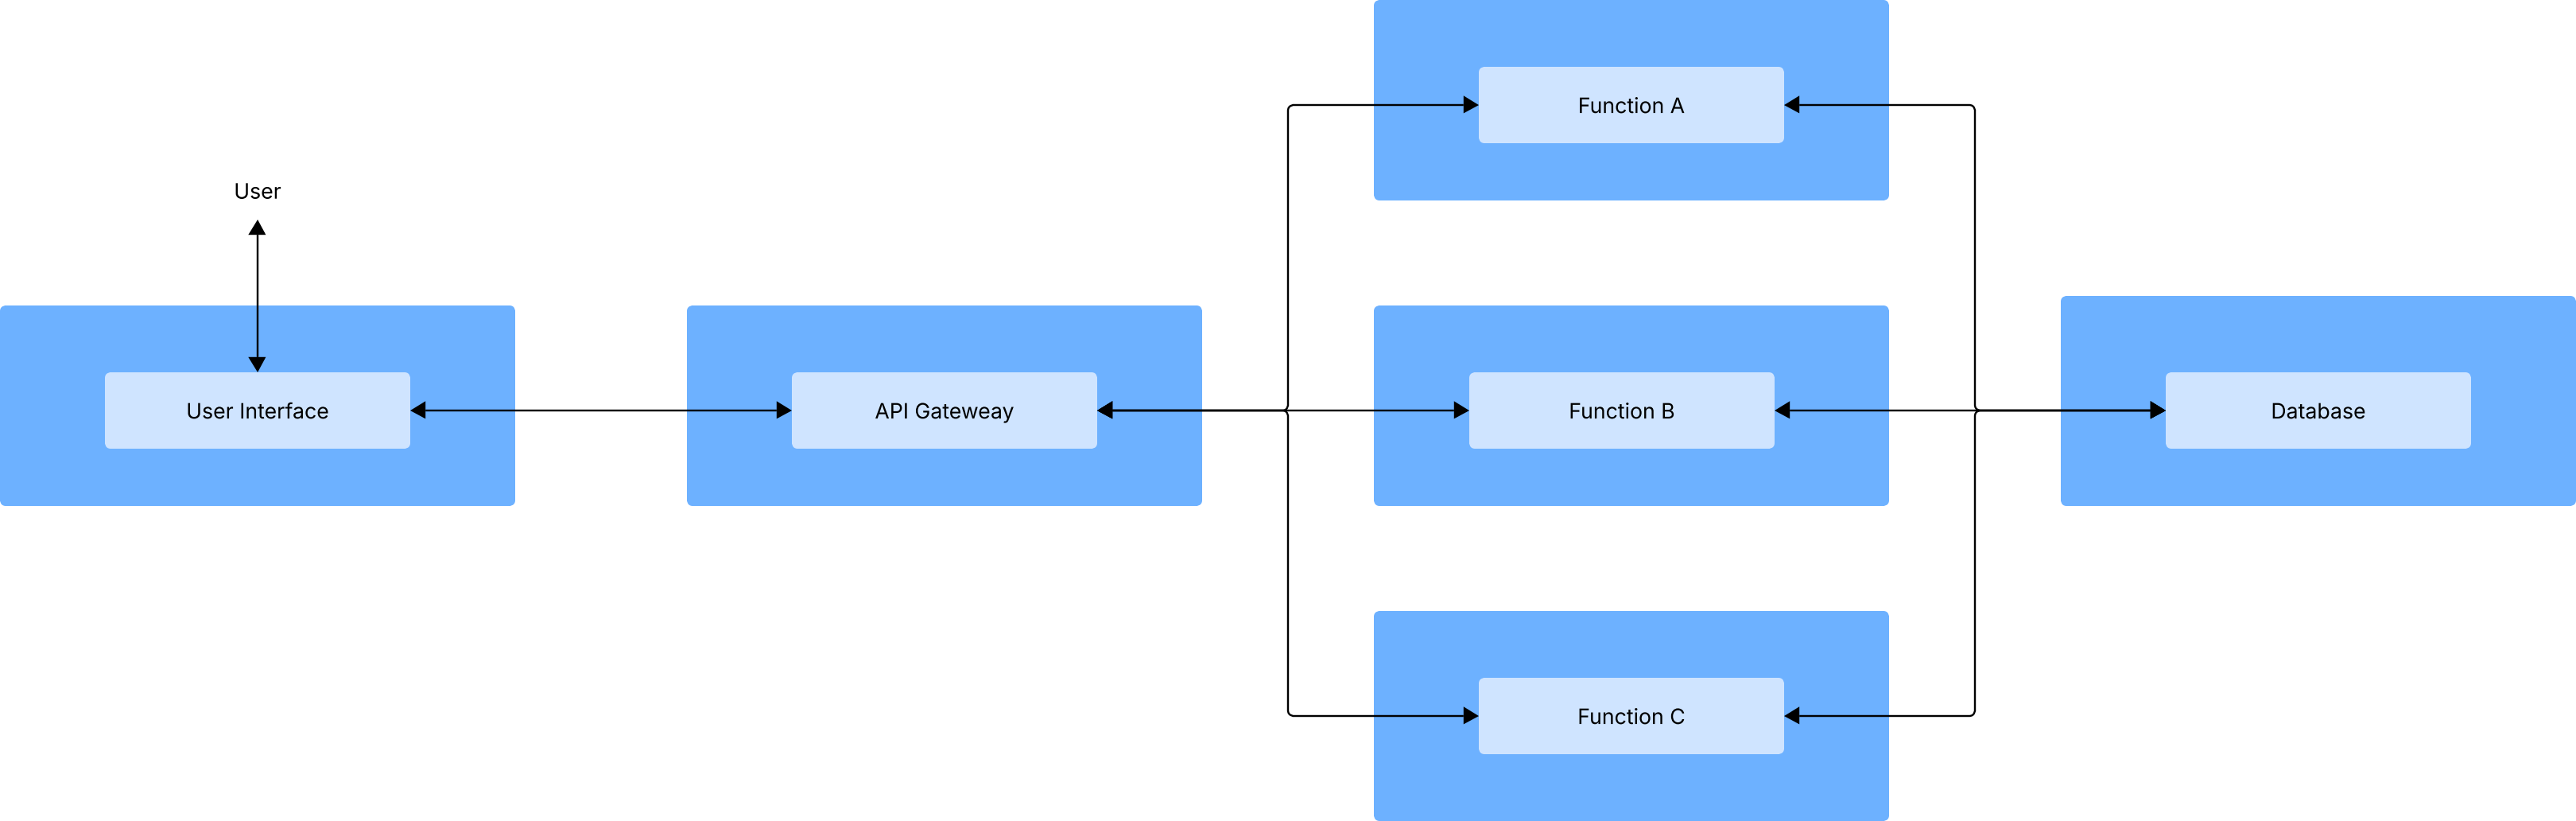 User
User Interface
API Gateweay
Function A
Function B
Function C
Database